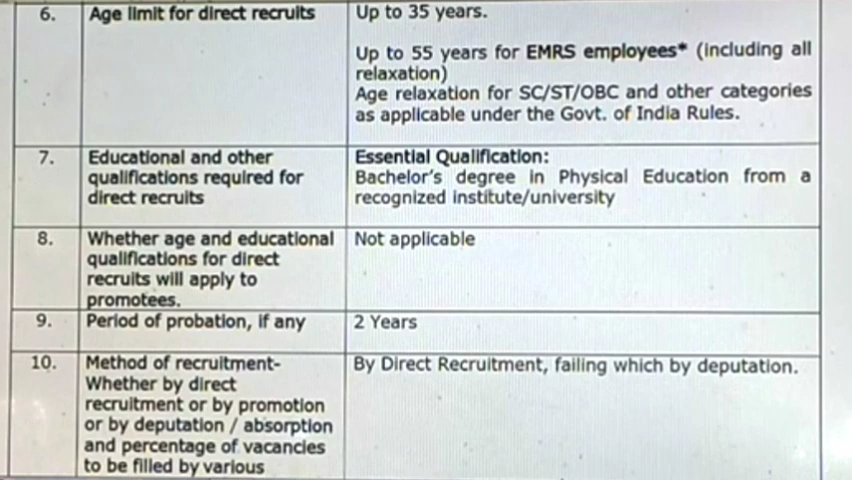 6.
Age limit for direct recruits
Up to 35 years.
Up to 55 years for EMRS employees* (including all
relaxation)
Age relaxation for SC/ST/OBC and other categories
as applicable under the Govt. of India Rules.
7.
Educational and other
qualifications required for
direct recruits
Essential Qualification:
Bachelor's degree in Physical Education from a
recognized institute/university
8.
Whether age and educational
qualifications for direct
recruits will apply to
promotees.
Not applicable
9.
Period of probation, if any
2 Years
10.
Method of recruitment-
Whether by direct
recruitment or by promotion
or by deputation / absorption
and percentage of vacancies
to be filled by various
By Direct Recruitment, failing which by deputation.